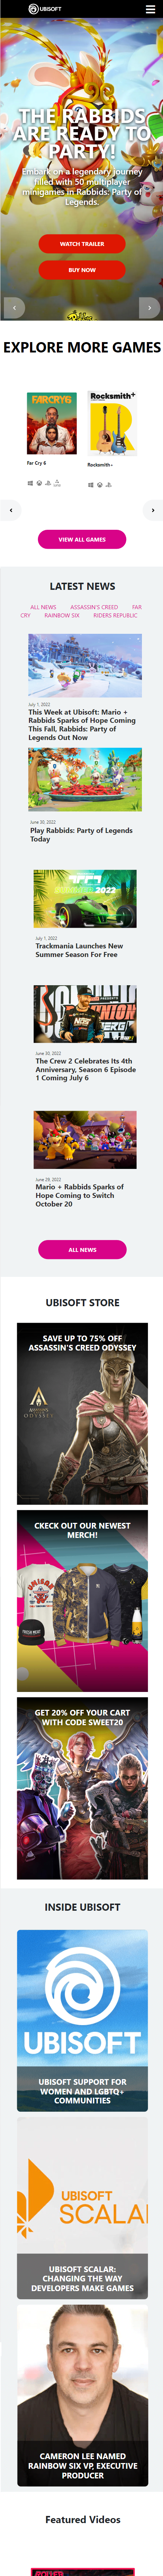 UBISOFT
THE RABBIDS
ARE READY TO
PARTY!
Embark on a legendary journey
filled with 50 multiplayer
minigames in Rabbids: Party of
Legends.
WATCH TRAILER
BUY NOW
EXPLORE MORE GAMES
FARCRY6
Rocksmith+
Far Cry 6
Rocksmith+
VIEW ALL GAMES
LATEST NEWS
ALL NEWS ASSASSIN'S CREED FAR
CRY RAINBOW SIX RIDERS REPUBLIC
July 1, 2022
This Week at Ubisoft: Mario +
Rabbids Sparks of Hope Coming
This Fall, Rabbids: Party of
Legends Out Now
June 30, 2022
Play Rabbids: Party of Legends
Today
2022
July 1, 2022
Trackmania Launches New
Summer Season For Free
June 30, 2022
The Crew 2 Celebrates Its 4th
Anniversary, Season 6 Episode
1 Coming July 6
June 29, 2022
Mario + Rabbids Sparks of
Hope Coming to Switch
October 20
ALL NEWS
UBISOFT STORE
SAVE UP TO 75% OFF
ASSASSIN'S CREED ODYSSEY
ODYSSEY
CKECK OUT OUR NEWEST
MERCH!
GET 20% OFF YOUR CART
WITH CODE SWEET20
INSIDE UBISOFT
UBISOFT
UBISOFT SUPPORT FOR
WOMEN AND LGBTQ+
COMMUNITIES
UBISOFT
SCALAR
UBISOFT SCALAR:
CHANGING THE WAY
DEVELOPERS MAKE GAMES
CAMERON LEE NAMED
RAINBOW SIX VP, EXECUTIVE
PRODUCER
Featured Videos